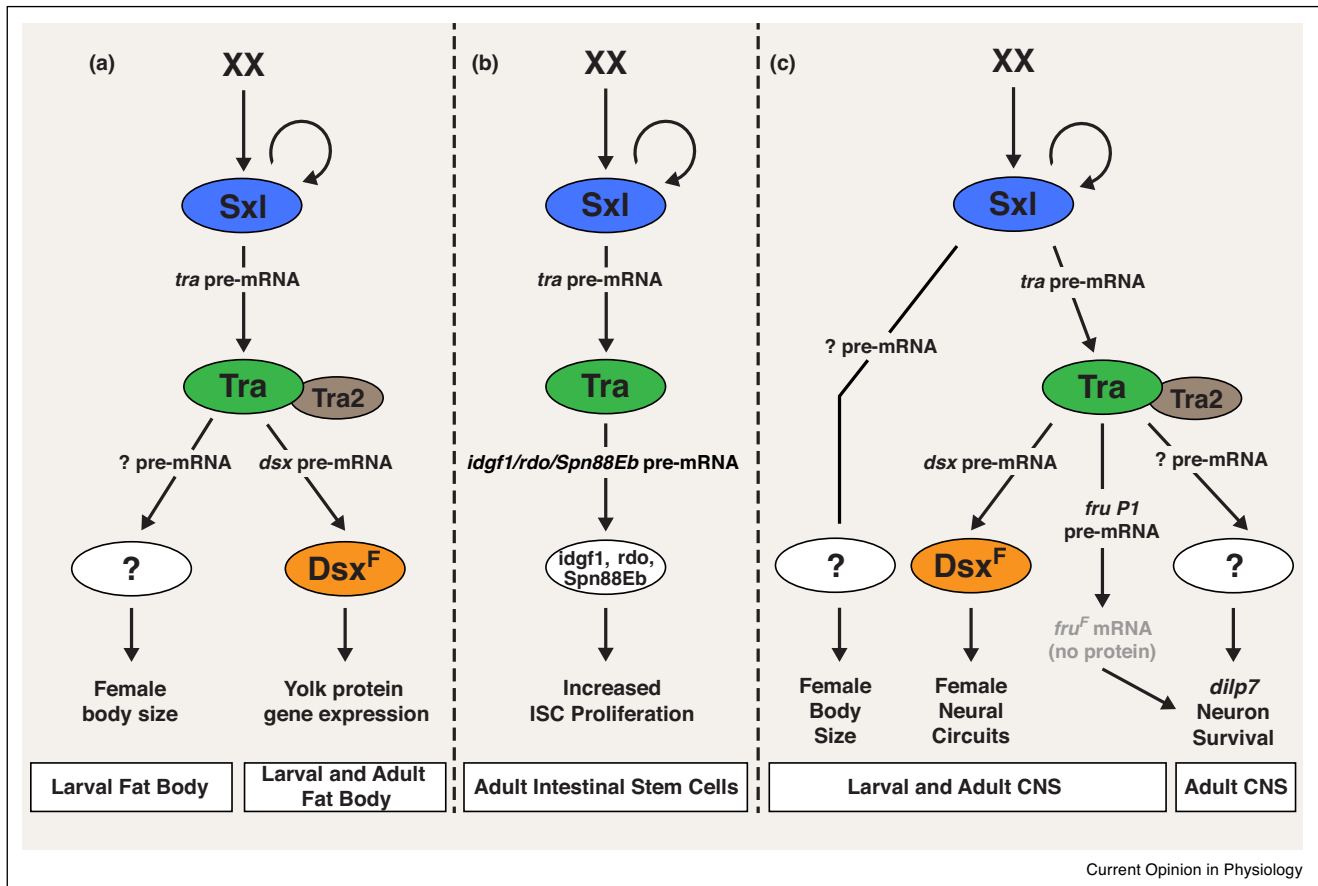 (a)
XX
Sxl
tra pre-mRNA
Tra
Tra2
? pre-mRNA
dsx pre-mRNA
?
Dsx^F
Female
body size
Yolk protein
gene expression
Larval Fat Body
Larval and Adult
Fat Body
(b)
XX
Sxl
tra pre-mRNA
Tra
idgf1/rdo/Spn88Eb pre-mRNA
idgf1, rdo,
Spn88Eb
Increased
ISC Proliferation
Adult Intestinal Stem Cells
(c)
XX
Sxl
tra pre-mRNA
? pre-mRNA
Tra
Tra2
dsx pre-mRNA
fru P1
pre-mRNA
? pre-mRNA
?
Dsx^F
?
fru^F mRNA
(no protein)
Female
Body
Size
Female
Neural
Circuits
dilp7
Neuron
Survival
Larval and Adult CNS
Adult CNS
Current Opinion in Physiology